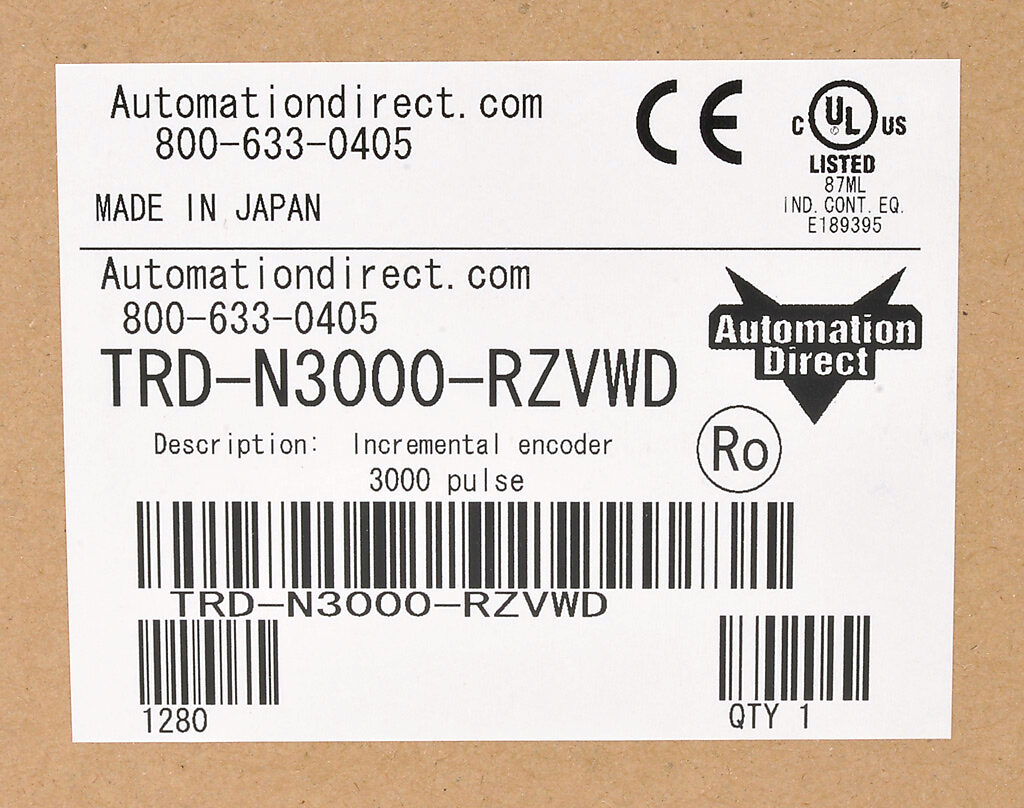 Automationdirect.com
800-633-0405
MADE IN JAPAN
CE
C UL US
LISTED
87ML
IND. CONT. EQ.
E189395
Automationdirect.com
800-633-0405
Automation
Direct
TRD-N3000-RZVWD
Description: Incremental encoder
3000 pulse
Ro
TRD-N3000-RZVWD
1280
QTY 1